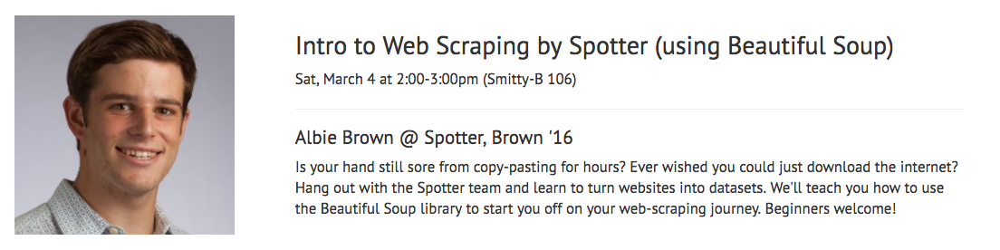 Intro to Web Scraping by Spotter (using Beautiful Soup)
Sat, March 4 at 2:00-3:00pm (Smitty-B 106)
Albie Brown @ Spotter, Brown '16
Is your hand still sore from copy-pasting for hours? Ever wished you could just download the internet?
Hang out with the Spotter team and learn to turn websites into datasets. We'll teach you how to use
the Beautiful Soup library to start you off on your web-scraping journey. Beginners welcome!